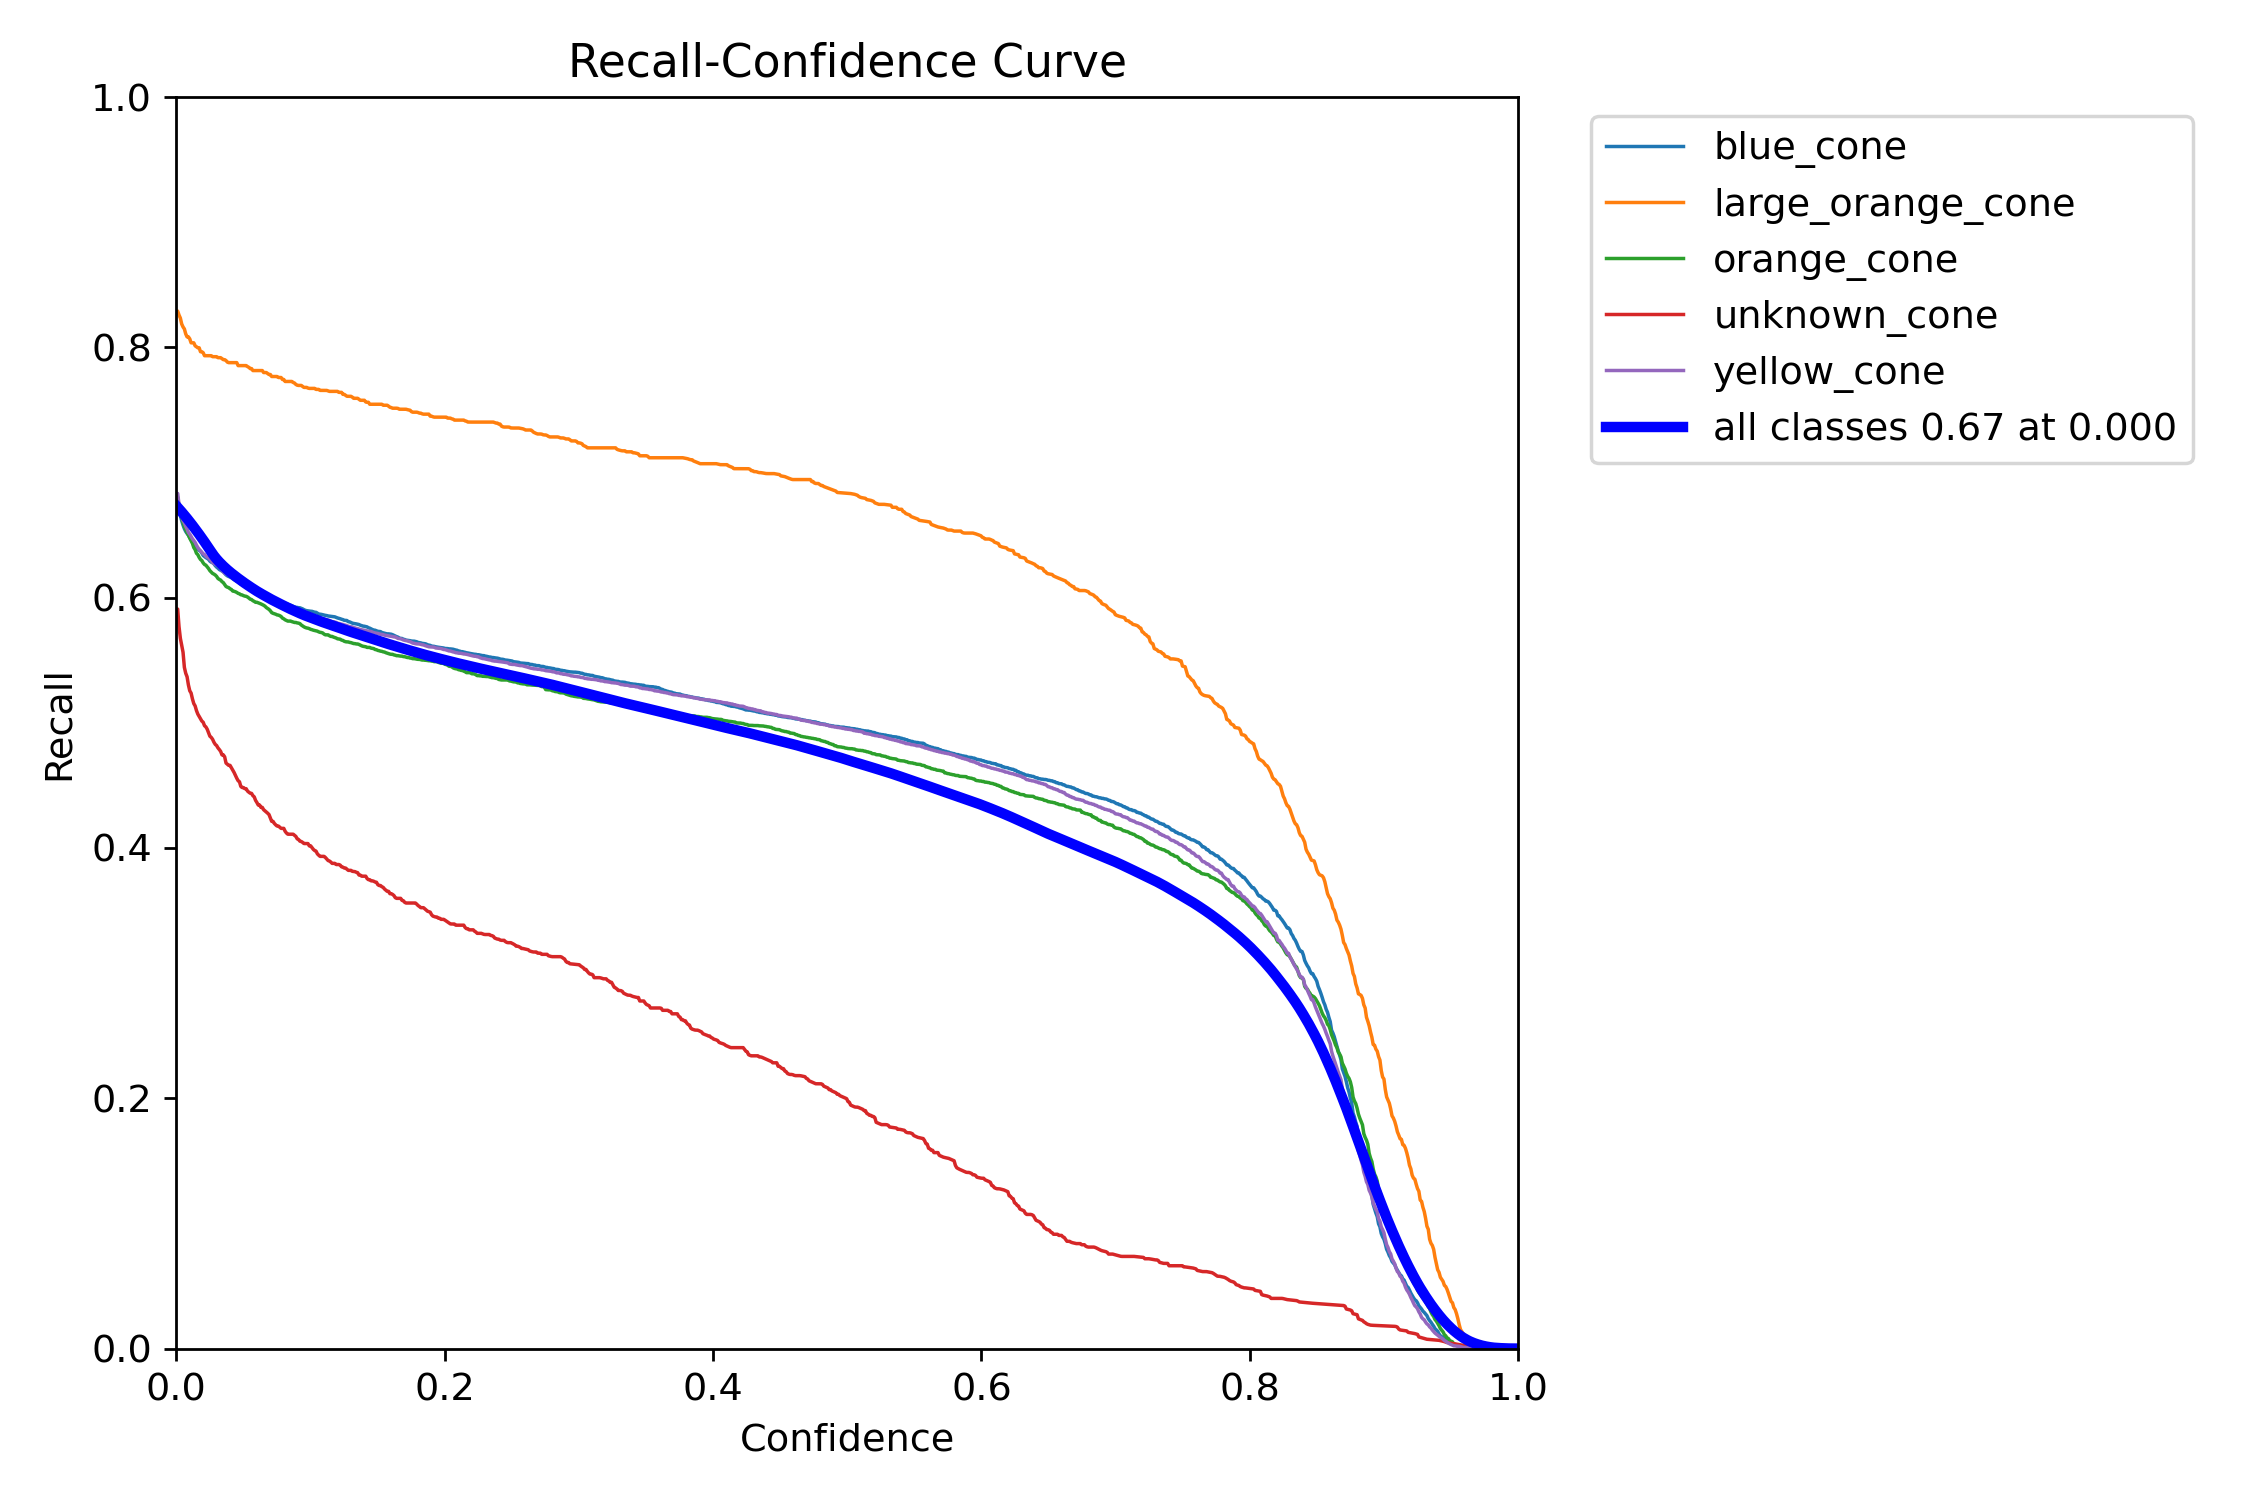 Recall-Confidence Curve
1.0
0.8
0.6
0.4
0.2
0.0
Recall
0.0 0.2 0.4 0.6 0.8 1.0
Confidence
blue_cone
large_orange_cone
orange_cone
unknown_cone
yellow_cone
all classes 0.67 at 0.000